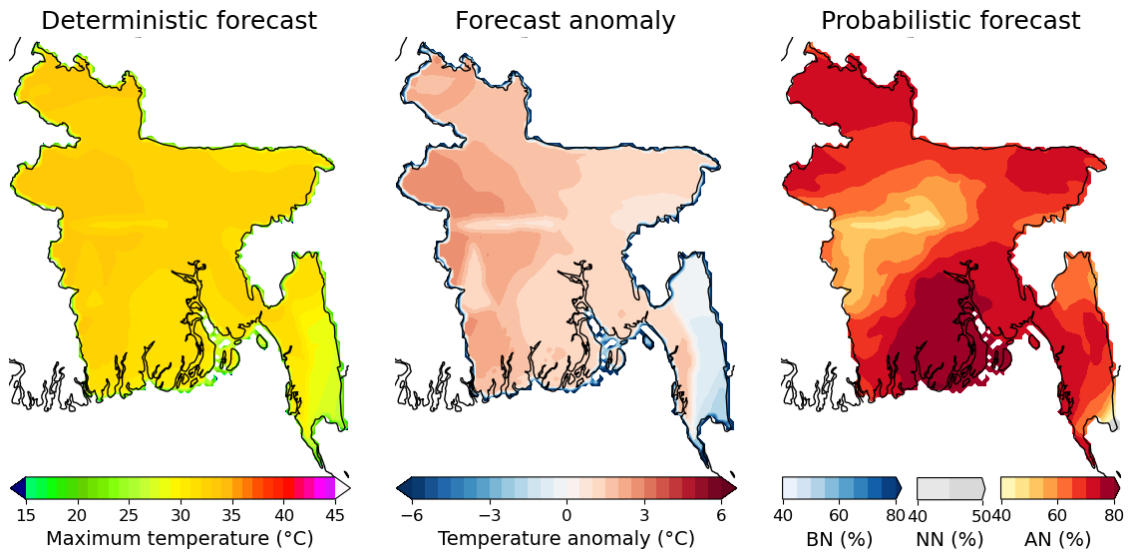 Deterministic forecast
Forecast anomaly
Probabilistic forecast
15 20 25 30 35 40 45
Maximum temperature (°C)
−6 −3 0 3 6
Temperature anomaly (°C)
40 60 80
BN (%)
40 50
NN (%)
40 60 80
AN (%)